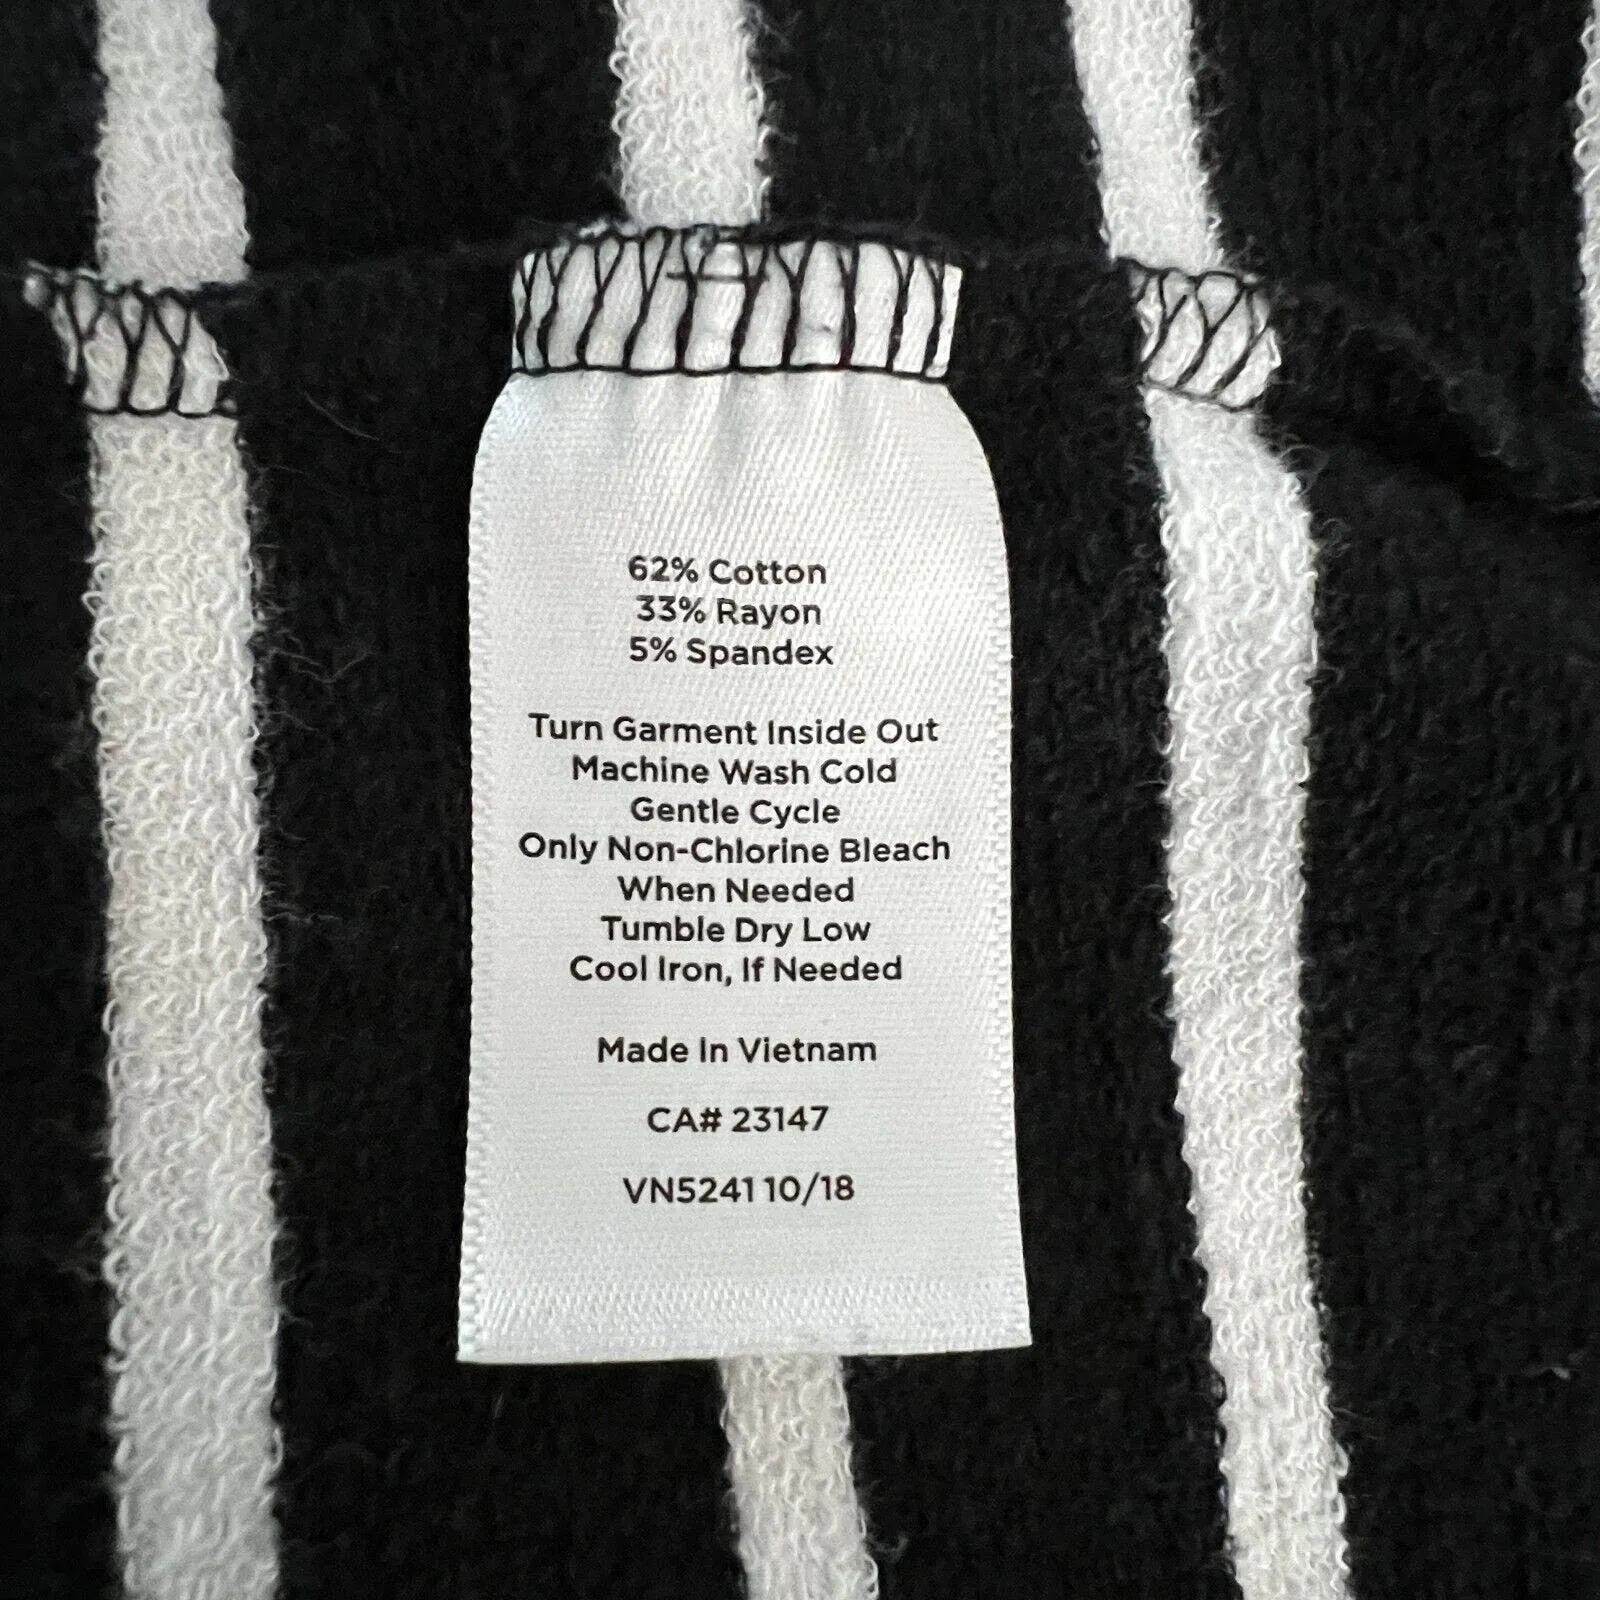 62% Cotton
33% Rayon
5% Spandex
Turn Garment Inside Out
Machine Wash Cold
Gentle Cycle
Only Non-Chlorine Bleach
When Needed
Tumble Dry Low
Cool Iron, If Needed
Made In Vietnam
CA# 23147
VN5241 10/18